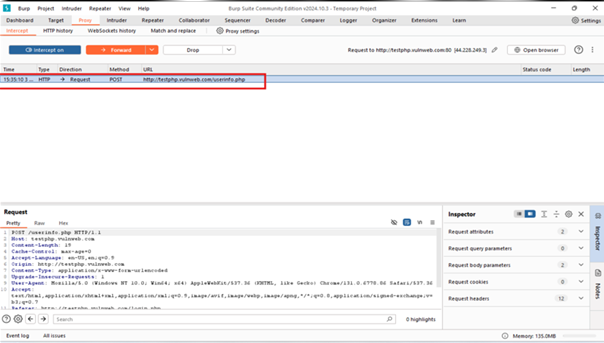 Burp Project Intruder Repeater View Help Burp Suite Community Edition v2024.10.3 - Temporary Project
Dashboard Target Proxy Intruder Repeater Collaborator Sequencer Decoder Comparer Logger Organizer Extensions Learn Settings
Intercept HTTP history WebSockets history Match and replace Proxy settings
Intercept on Forward Drop Request to http://testphp.vulnweb.com:80 [44.228.249.3] Open browser
Time Type Direction Method URL Status code Length
15:35:10 3 ... HTTP → Request POST http://testphp.vulnweb.com/userinfo.php
Request
Pretty Raw Hex
1 POST /userinfo.php HTTP/1.1
2 Host: testphp.vulnweb.com
3 Content-Length: 18
4 Cache-Control: max-age=0
5 Accept-Language: en-US,en;q=0.9
6 Origin: http://testphp.vulnweb.com
7 Content-Type: application/x-www-form-urlencoded
8 Upgrade-Insecure-Requests: 1
9 User-Agent: Mozilla/5.0 (Windows NT 10.0; Win64; x64) AppleWebKit/537.36 (KHTML, like Gecko) Chrome/131.0.6778.86 Safari/537.36
10 Accept:
text/html,application/xhtml+xml,application/xml;q=0.9,image/avif,image/webp,image/apng,*/*;q=0.8,application/signed-exchange;v=
b3;q=0.7
Search 0 highlights
Inspector
Request attributes 2
Request query parameters 0
Request body parameters 2
Request cookies 0
Request headers 12
Inspector
Notes
Event log All issues Memory: 135.0MB